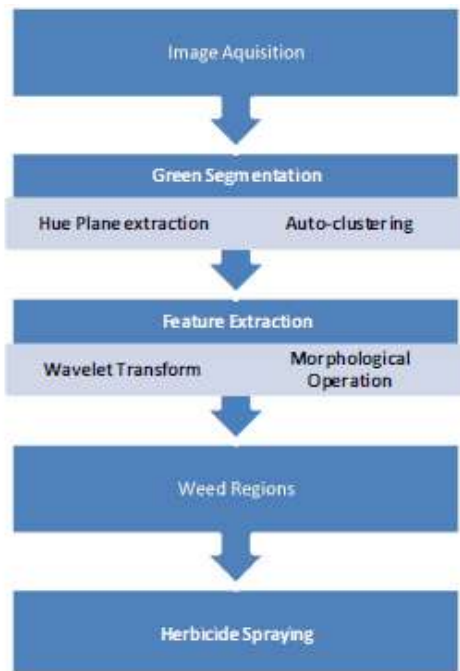 Image Aquisition
Green Segmentation
Hue Plane extraction Auto-clustering
Feature Extraction
Wavelet Transform Morphological
Operation
Weed Regions
Herbicide Spraying